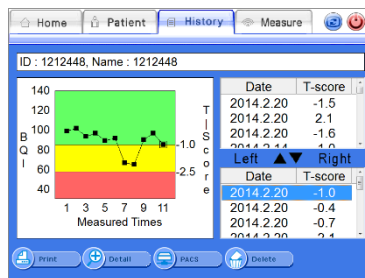 Home Patient History Measure
ID : 1212448, Name : 1212448
BQI
140
120
100
80
60
40
1 3 5 7 9 11
Measured Times
T-score
-1.0
-2.5
Date T-score
2014.2.20 -1.5
2014.2.20 2.1
2014.2.20 -1.6
Left ▲▼ Right
Date T-score
2014.2.20 -1.0
2014.2.20 -0.4
2014.2.20 -0.7
Print Detail PACS Delete